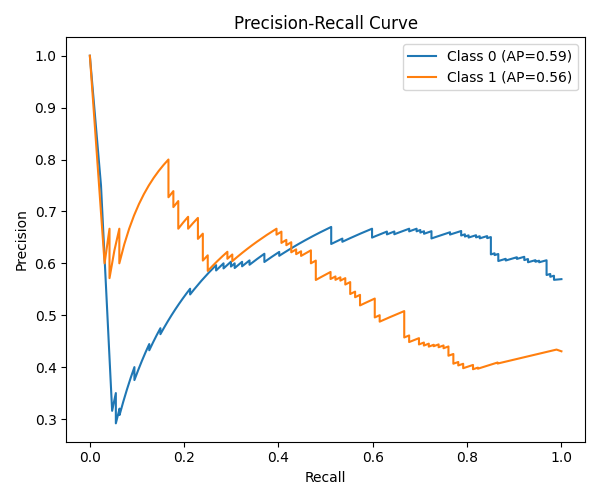 Precision-Recall Curve
Class 0 (AP=0.59)
Class 1 (AP=0.56)
Precision
1.0
0.9
0.8
0.7
0.6
0.5
0.4
0.3
0.0 0.2 0.4 0.6 0.8 1.0
Recall